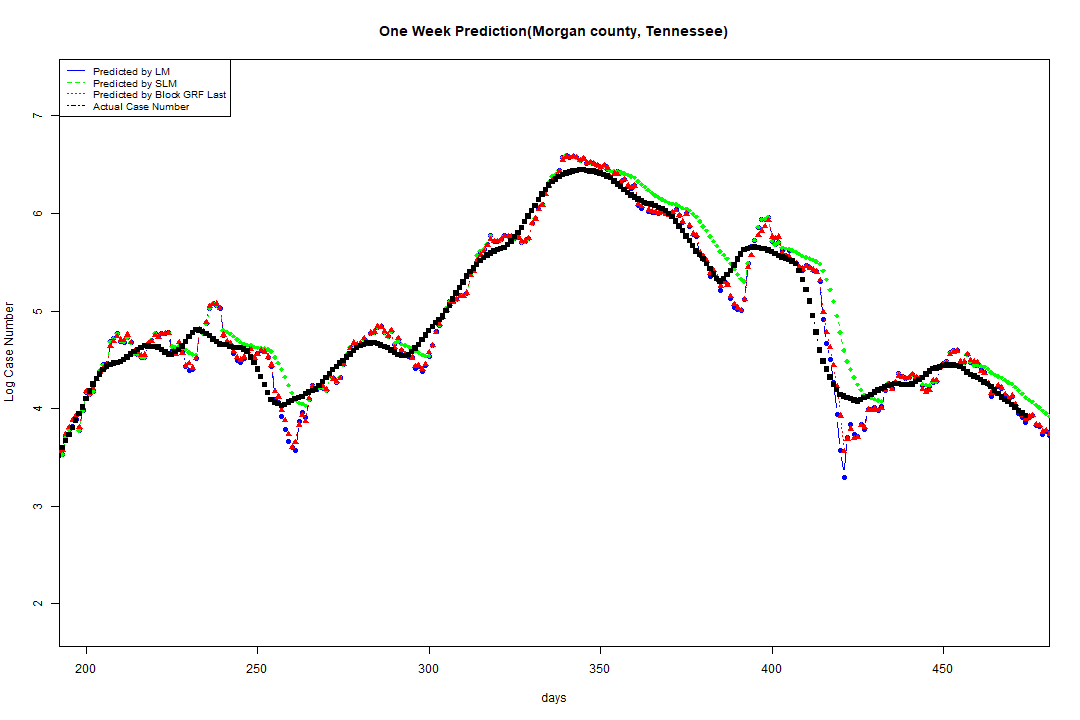 One Week Prediction(Morgan county, Tennessee)
Predicted by LM
Predicted by SLM
Predicted by Block GRF Last
Actual Case Number
Log Case Number
7
6
5
4
3
2
200 250 300 350 400 450
days